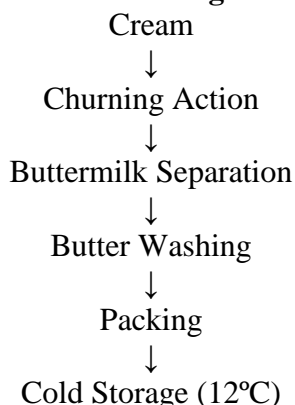 Cream
↓
Churning Action
↓
Buttermilk Separation
↓
Butter Washing
↓
Packing
↓
Cold Storage (12ºC)